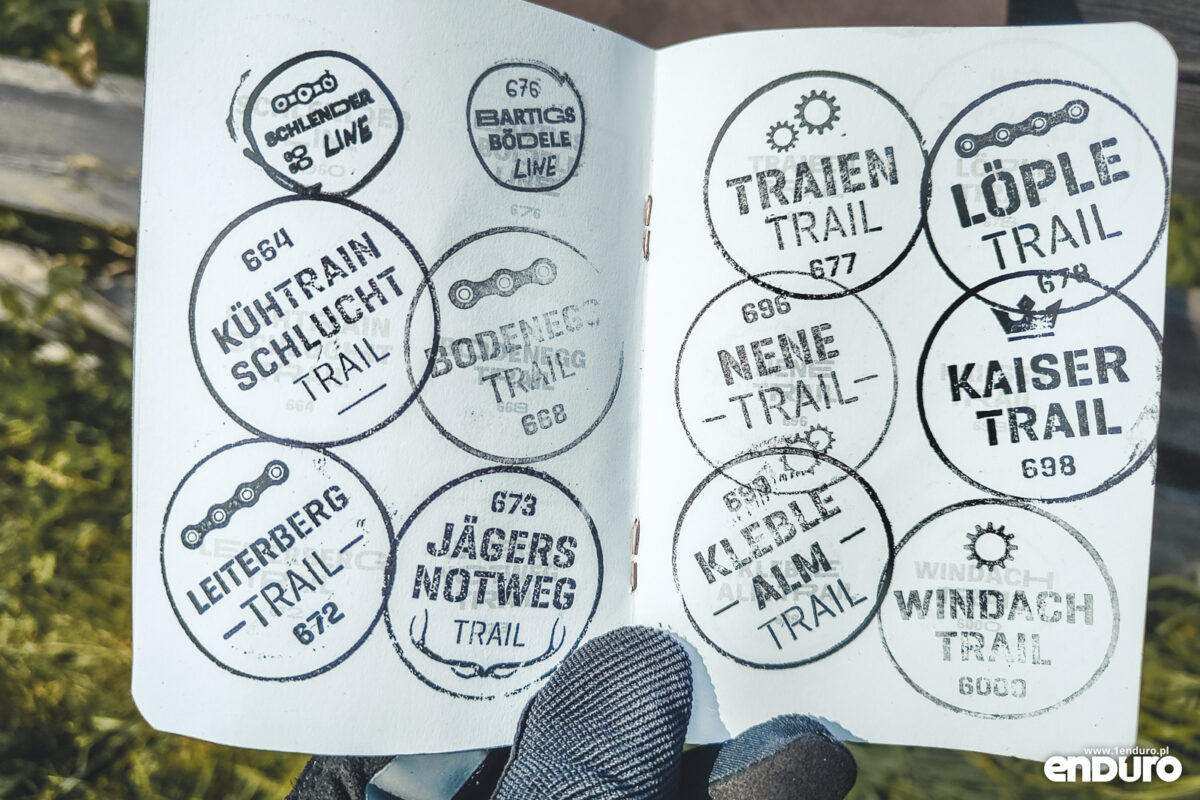 SCHLENDER
LINE
676
BARTIGS
BÖDELE
LINE
664
KÜHTRAIN
SCHLUCHT
TRAIL
BODENEGG
TRAIL
668
LEITERBERG
TRAIL
672
673
JÄGERS
NOTWEG
TRAIL
TRAIEN
TRAIL
677
LÖPLE
TRAIL
678
696
NENE
TRAIL
KAISER
TRAIL
698
699
KLEBLE
ALM
TRAIL
WINDACH
TRAIL
6000
www.1enduro.pl
ENDURO